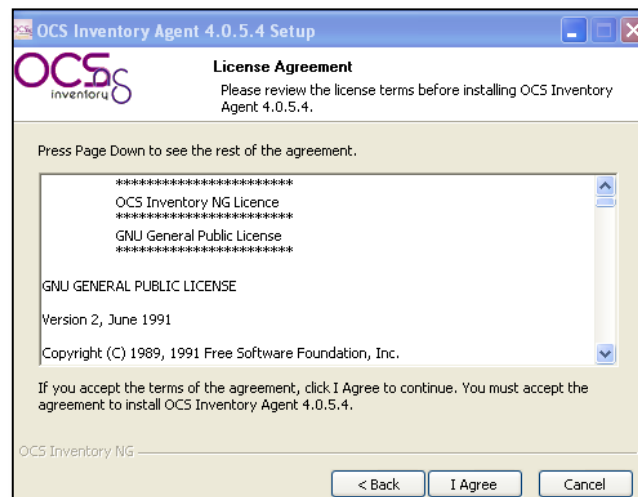 OCS Inventory Agent 4.0.5.4 Setup
OCSng
inventory
License Agreement
Please review the license terms before installing OCS Inventory
Agent 4.0.5.4.
Press Page Down to see the rest of the agreement.
************************
OCS Inventory NG Licence
************************
GNU General Public License
************************
GNU GENERAL PUBLIC LICENSE
Version 2, June 1991
Copyright (C) 1989, 1991 Free Software Foundation, Inc.
If you accept the terms of the agreement, click I Agree to continue. You must accept the
agreement to install OCS Inventory Agent 4.0.5.4.
OCS Inventory NG
< Back
I Agree
Cancel